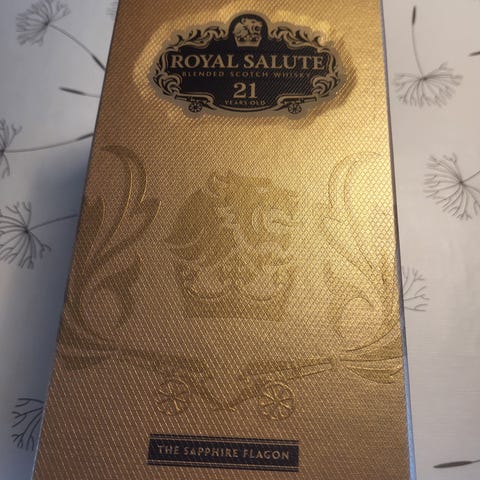 ROYAL SALUTE
BLENDED SCOTCH WHISKY
21
YEARS OLD
THE SAPPHIRE FLAGON